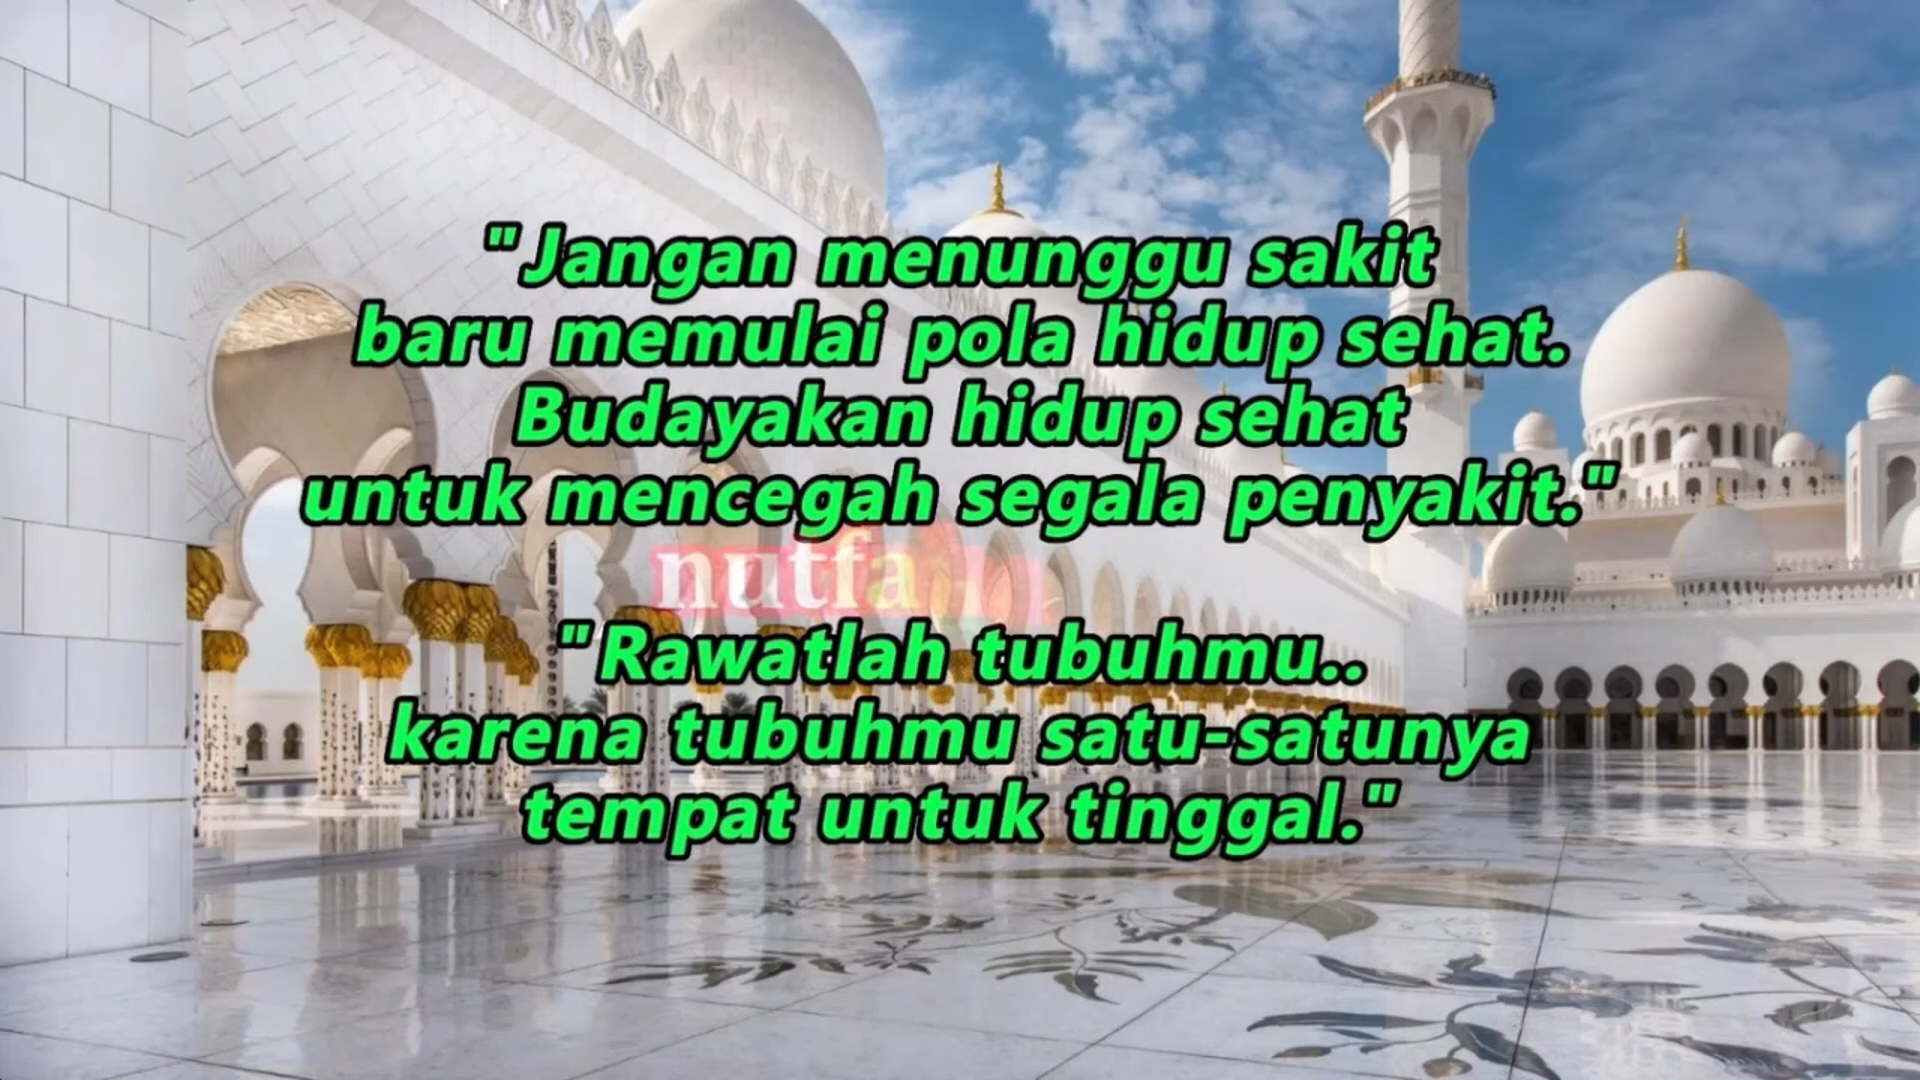 "Jangan menunggu sakit
baru memulai pola hidup sehat.
Budayakan hidup sehat
untuk mencegah segala penyakit."
nutfa
"Rawatlah tubuhmu..
karena tubuhmu satu-satunya
tempat untuk tinggal."